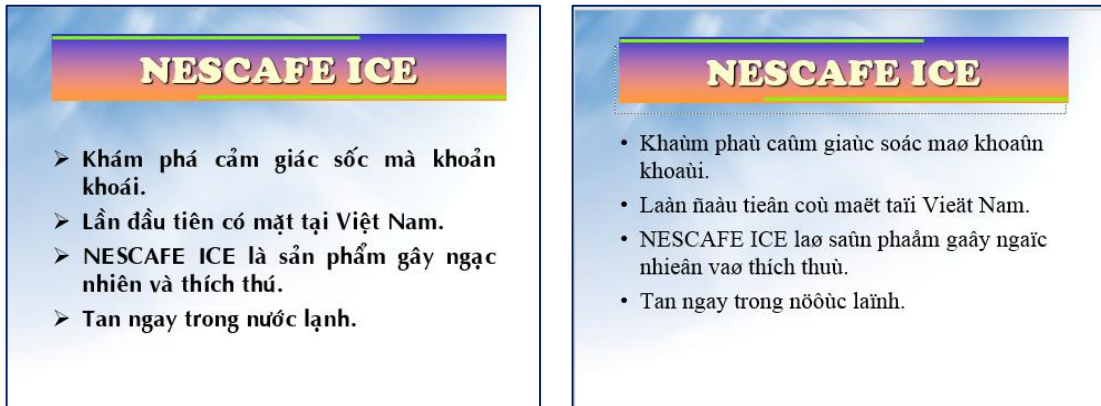 NESCAFE ICE
➢ Khám phá cảm giác sốc mà khoản
khoái.
➢ Lần đầu tiên có mặt tại Việt Nam.
➢ NESCAFE ICE là sản phẩm gây ngạc
nhiên và thích thú.
➢ Tan ngay trong nước lạnh.
NESCAFE ICE
• Khaùm phaù caûm giaùc soác maø khoaûn
khoaùi.
• Laàn ñaàu tieân coù maët taïi Vieät Nam.
• NESCAFE ICE laø saûn phaåm gaây ngaïc
nhieân vaø thích thuù.
• Tan ngay trong nöôùc laïnh.